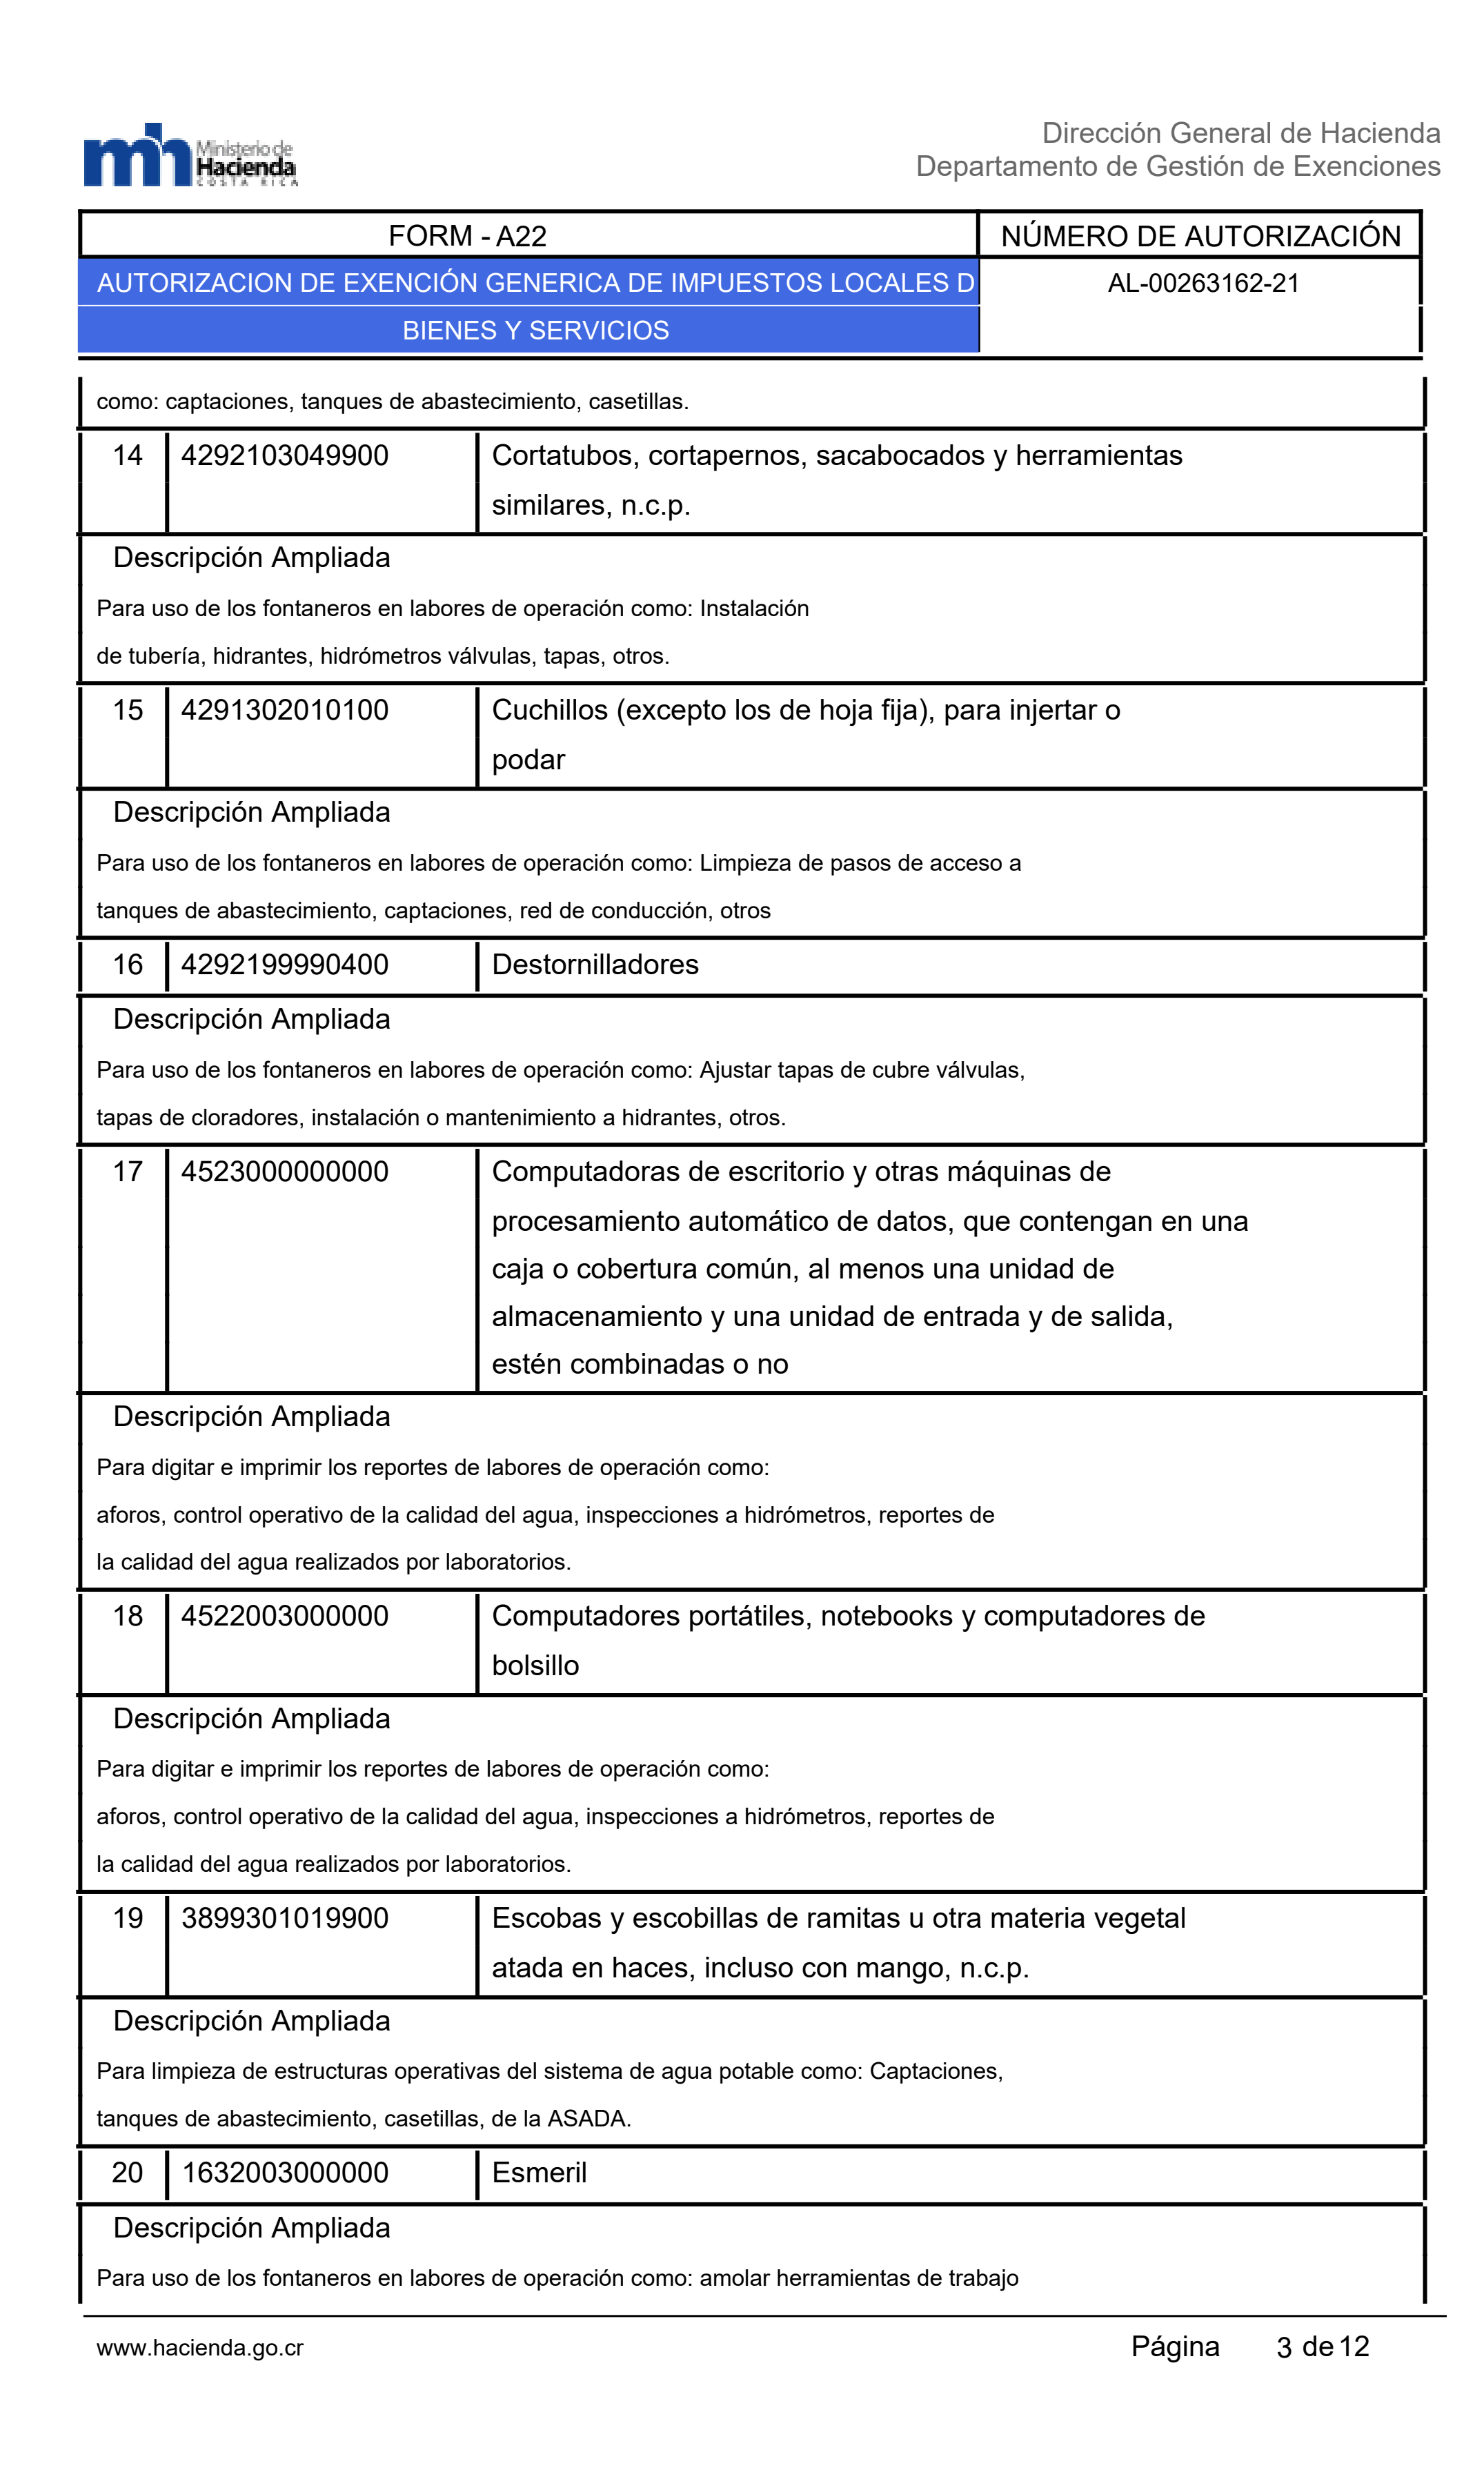 Ministerio de
Hacienda
COSTA RICA
Dirección General de Hacienda
Departamento de Gestión de Exenciones
FORM - A22
NÚMERO DE AUTORIZACIÓN
AUTORIZACION DE EXENCIÓN GENERICA DE IMPUESTOS LOCALES D
AL-00263162-21
BIENES Y SERVICIOS
como: captaciones, tanques de abastecimiento, casetillas.
14 4292103049900 Cortatubos, cortapernos, sacabocados y herramientas
similares, n.c.p.
Descripción Ampliada
Para uso de los fontaneros en labores de operación como: Instalación
de tubería, hidrantes, hidrómetros válvulas, tapas, otros.
15 4291302010100 Cuchillos (excepto los de hoja fija), para injertar o
podar
Descripción Ampliada
Para uso de los fontaneros en labores de operación como: Limpieza de pasos de acceso a
tanques de abastecimiento, captaciones, red de conducción, otros
16 4292199990400 Destornilladores
Descripción Ampliada
Para uso de los fontaneros en labores de operación como: Ajustar tapas de cubre válvulas,
tapas de cloradores, instalación o mantenimiento a hidrantes, otros.
17 4523000000000 Computadoras de escritorio y otras máquinas de
procesamiento automático de datos, que contengan en una
caja o cobertura común, al menos una unidad de
almacenamiento y una unidad de entrada y de salida,
estén combinadas o no
Descripción Ampliada
Para digitar e imprimir los reportes de labores de operación como:
aforos, control operativo de la calidad del agua, inspecciones a hidrómetros, reportes de
la calidad del agua realizados por laboratorios.
18 4522003000000 Computadores portátiles, notebooks y computadores de
bolsillo
Descripción Ampliada
Para digitar e imprimir los reportes de labores de operación como:
aforos, control operativo de la calidad del agua, inspecciones a hidrómetros, reportes de
la calidad del agua realizados por laboratorios.
19 3899301019900 Escobas y escobillas de ramitas u otra materia vegetal
atada en haces, incluso con mango, n.c.p.
Descripción Ampliada
Para limpieza de estructuras operativas del sistema de agua potable como: Captaciones,
tanques de abastecimiento, casetillas, de la ASADA.
20 1632003000000 Esmeril
Descripción Ampliada
Para uso de los fontaneros en labores de operación como: amolar herramientas de trabajo
www.hacienda.go.cr
Página 3 de 12